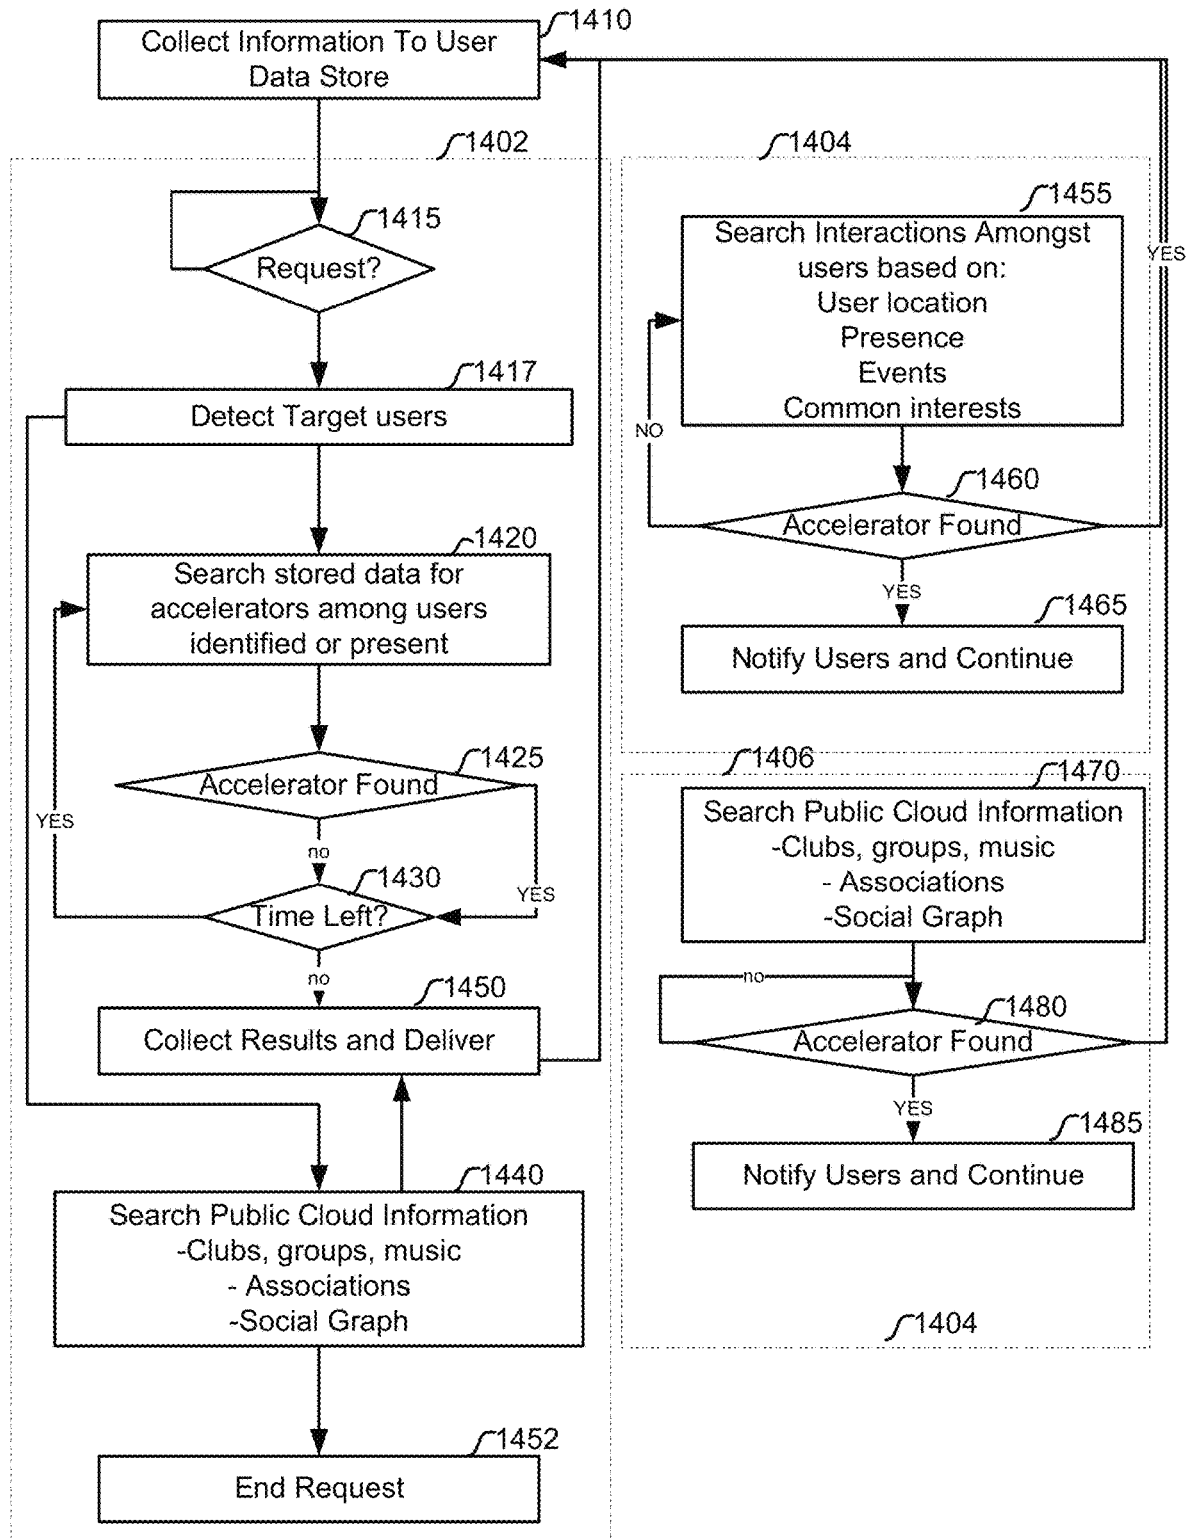 1410
Collect Information To User
Data Store
1402
1415
Request?
1417
Detect Target users
1420
Search stored data for
accelerators among users
identified or present
1425
Accelerator Found
YES
no
YES
1430
Time Left?
no
1450
Collect Results and Deliver
1440
Search Public Cloud Information
-Clubs, groups, music
- Associations
-Social Graph
1452
End Request
1404
1455
Search Interactions Amongst
users based on:
User location
Presence
Events
Common interests
YES
NO
1460
Accelerator Found
YES
1465
Notify Users and Continue
1406
1470
Search Public Cloud Information
-Clubs, groups, music
- Associations
-Social Graph
no
1480
Accelerator Found
YES
1485
Notify Users and Continue
1404